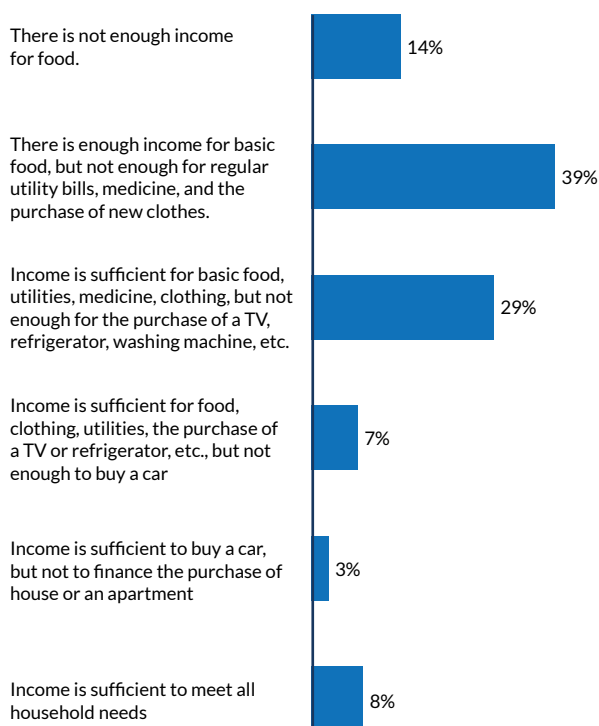 There is not enough income
for food.
14%
There is enough income for basic
food, but not enough for regular
utility bills, medicine, and the
purchase of new clothes.
39%
Income is sufficient for basic food,
utilities, medicine, clothing, but not
enough for the purchase of a TV,
refrigerator, washing machine, etc.
29%
Income is sufficient for food,
clothing, utilities, the purchase of
a TV or refrigerator, etc., but not
enough to buy a car
7%
Income is sufficient to buy a car,
but not to finance the purchase of
house or an apartment
3%
Income is sufficient to meet all
household needs
8%